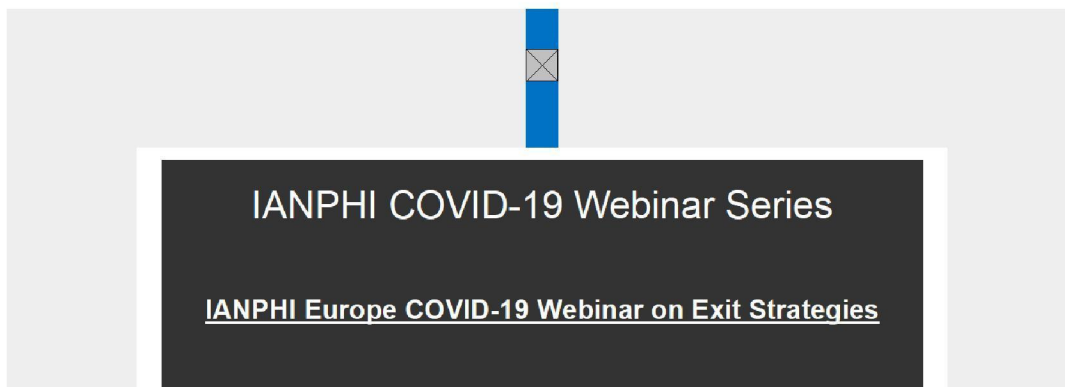 IANPHI COVID-19 Webinar Series
IANPHI Europe COVID-19 Webinar on Exit Strategies